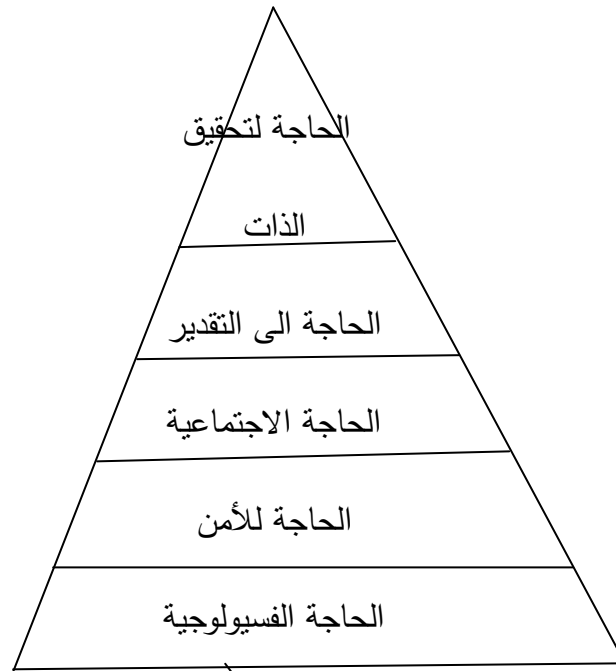 الحاجة لتحقيق
الذات
الحاجة الى التقدير
الحاجة الاجتماعية
الحاجة للأمن
الحاجة الفسيولوجية